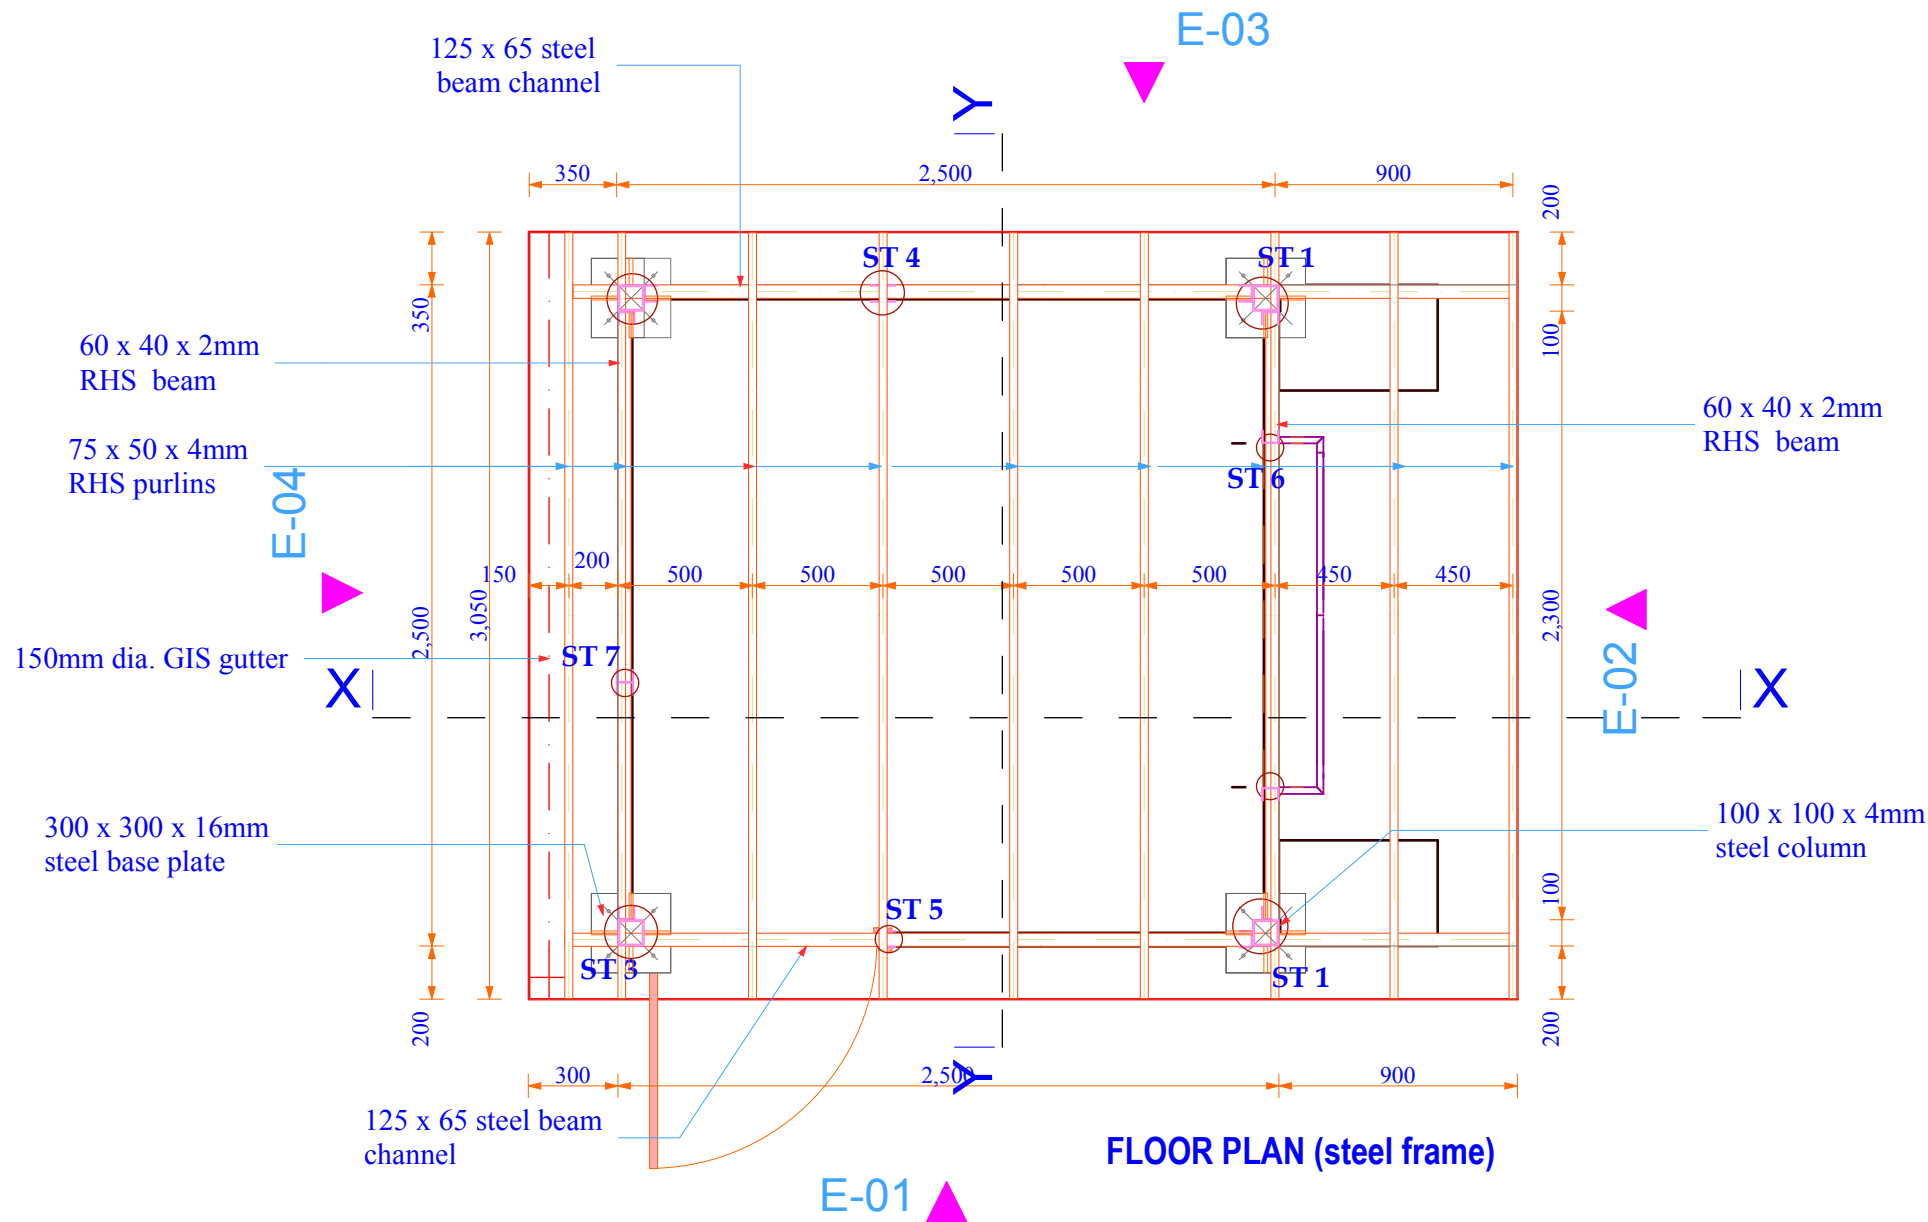 E-03
125 x 65 steel
beam channel
Y
350
2,500
900
200
ST 4
ST 1
350
100
60 x 40 x 2mm
RHS beam
60 x 40 x 2mm
RHS beam
75 x 50 x 4mm
RHS purlins
ST 6
E-04
150
200
500
500
500
500
500
450
450
2,500
3,050
2,300
150mm dia. GIS gutter
ST 7
E-02
X
X
300 x 300 x 16mm
steel base plate
100 x 100 x 4mm
steel column
100
ST 5
ST 3
ST 1
200
200
300
2,500
900
Y
125 x 65 steel beam
channel
FLOOR PLAN (steel frame)
E-01